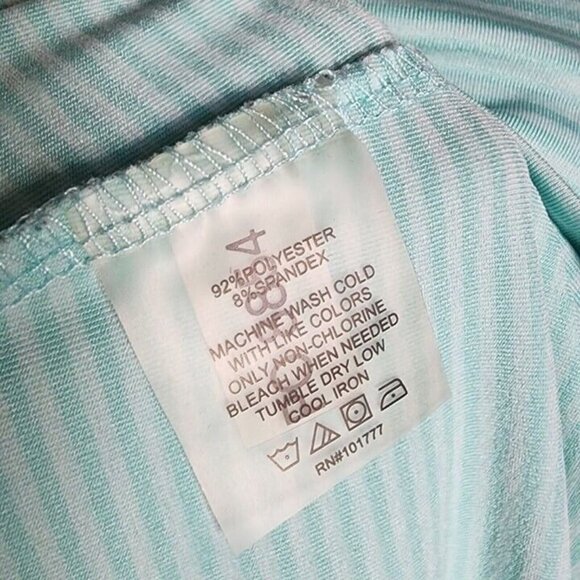 92%POLYESTER
8%SPANDEX
MACHINE WASH COLD
WITH LIKE COLORS
ONLY NON-CHLORINE
BLEACH WHEN NEEDED
TUMBLE DRY LOW
COOL IRON
RN#101777